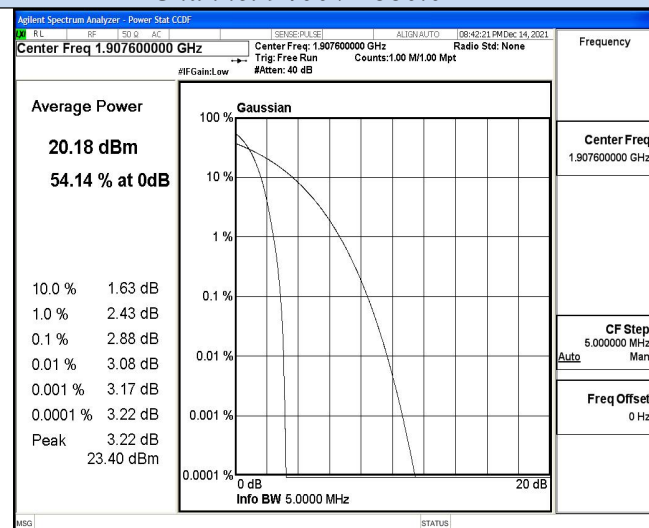 Agilent Spectrum Analyzer - Power Stat CCDF
LXI RL RF 50 Ω AC SENSE:PULSE ALIGN AUTO 08:42:21 PM Dec 14, 2021
Center Freq 1.907600000 GHz
Center Freq: 1.907600000 GHz Radio Std: None
Trig: Free Run Counts:1.00 M/1.00 Mpt
#IFGain:Low #Atten: 40 dB
Frequency
Average Power
20.18 dBm
54.14 % at 0dB
10.0 % 1.63 dB
1.0 % 2.43 dB
0.1 % 2.88 dB
0.01 % 3.08 dB
0.001 % 3.17 dB
0.0001 % 3.22 dB
Peak 3.22 dB
23.40 dBm
Gaussian
100 %
10 %
1 %
0.1 %
0.01 %
0.001 %
0.0001 %
0 dB 20 dB
Info BW 5.0000 MHz
Center Freq
1.907600000 GHz
CF Step
5.000000 MHz
Auto Man
Freq Offset
0 Hz
MSG STATUS